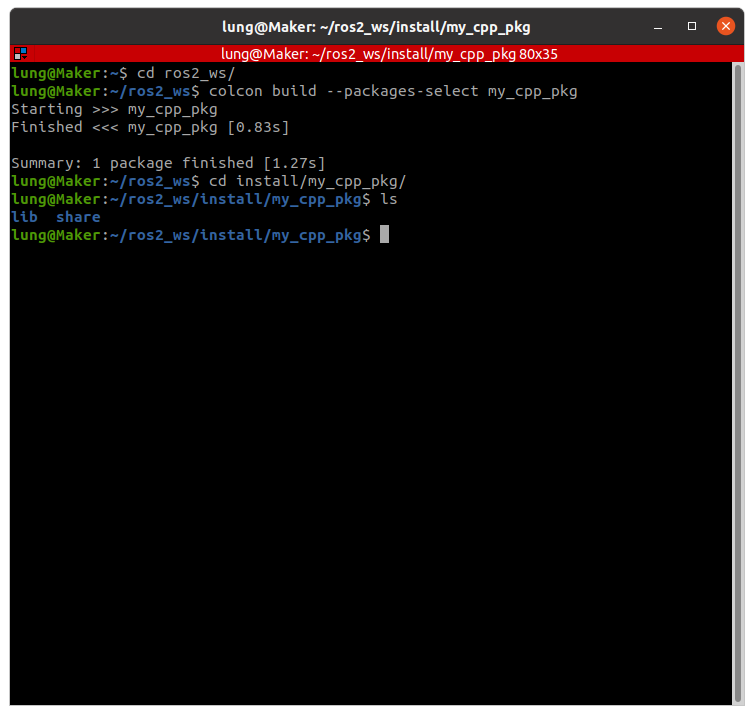 lung@Maker: ~/ros2_ws/install/my_cpp_pkg
lung@Maker: ~/ros2_ws/install/my_cpp_pkg 80x35
lung@Maker:~$ cd ros2_ws/
lung@Maker:~/ros2_ws$ colcon build --packages-select my_cpp_pkg
Starting >>> my_cpp_pkg
Finished <<< my_cpp_pkg [0.83s]
Summary: 1 package finished [1.27s]
lung@Maker:~/ros2_ws$ cd install/my_cpp_pkg/
lung@Maker:~/ros2_ws/install/my_cpp_pkg$ ls
lib  share
lung@Maker:~/ros2_ws/install/my_cpp_pkg$